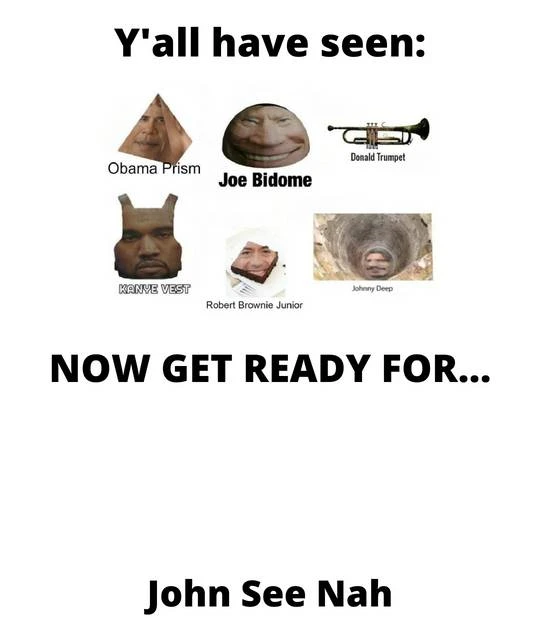 Y'all have seen:
Obama Prism
Joe Bidome
Donald Trumpet
KANYE VEST
Robert Brownie Junior
Johnny Deep
NOW GET READY FOR...
John See Nah